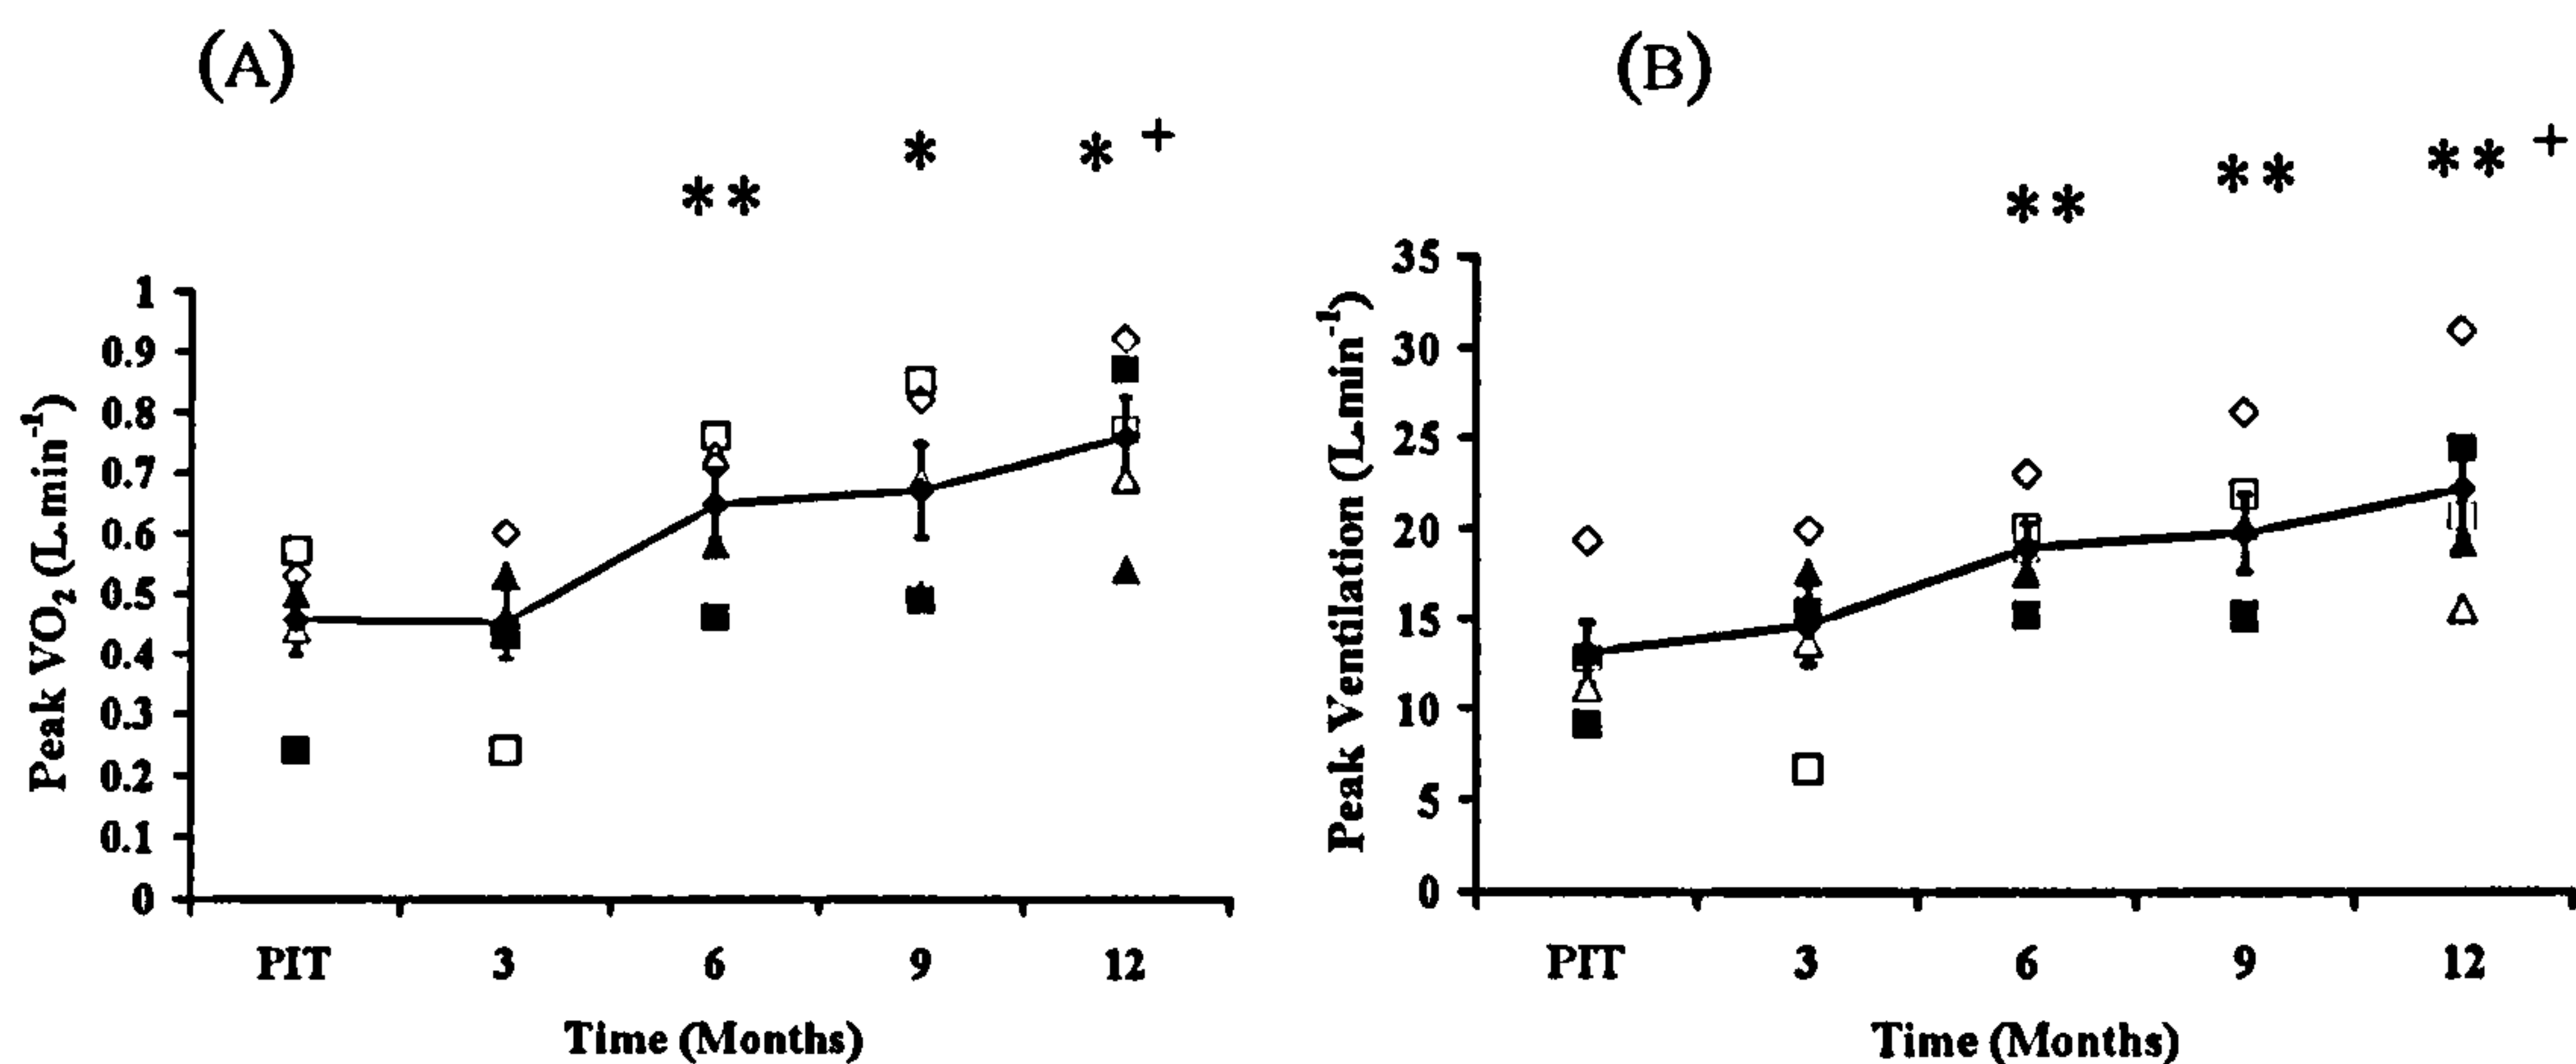 (A)
** * * +
Peak VO₂ (L.min⁻¹)
1
0.9
0.8
0.7
0.6
0.5
0.4
0.3
0.2
0.1
0
PIT 3 6 9 12
Time (Months)
(B)
** ** ** +
Peak Ventilation (L.min⁻¹)
35
30
25
20
15
10
5
0
PIT 3 6 9 12
Time (Months)